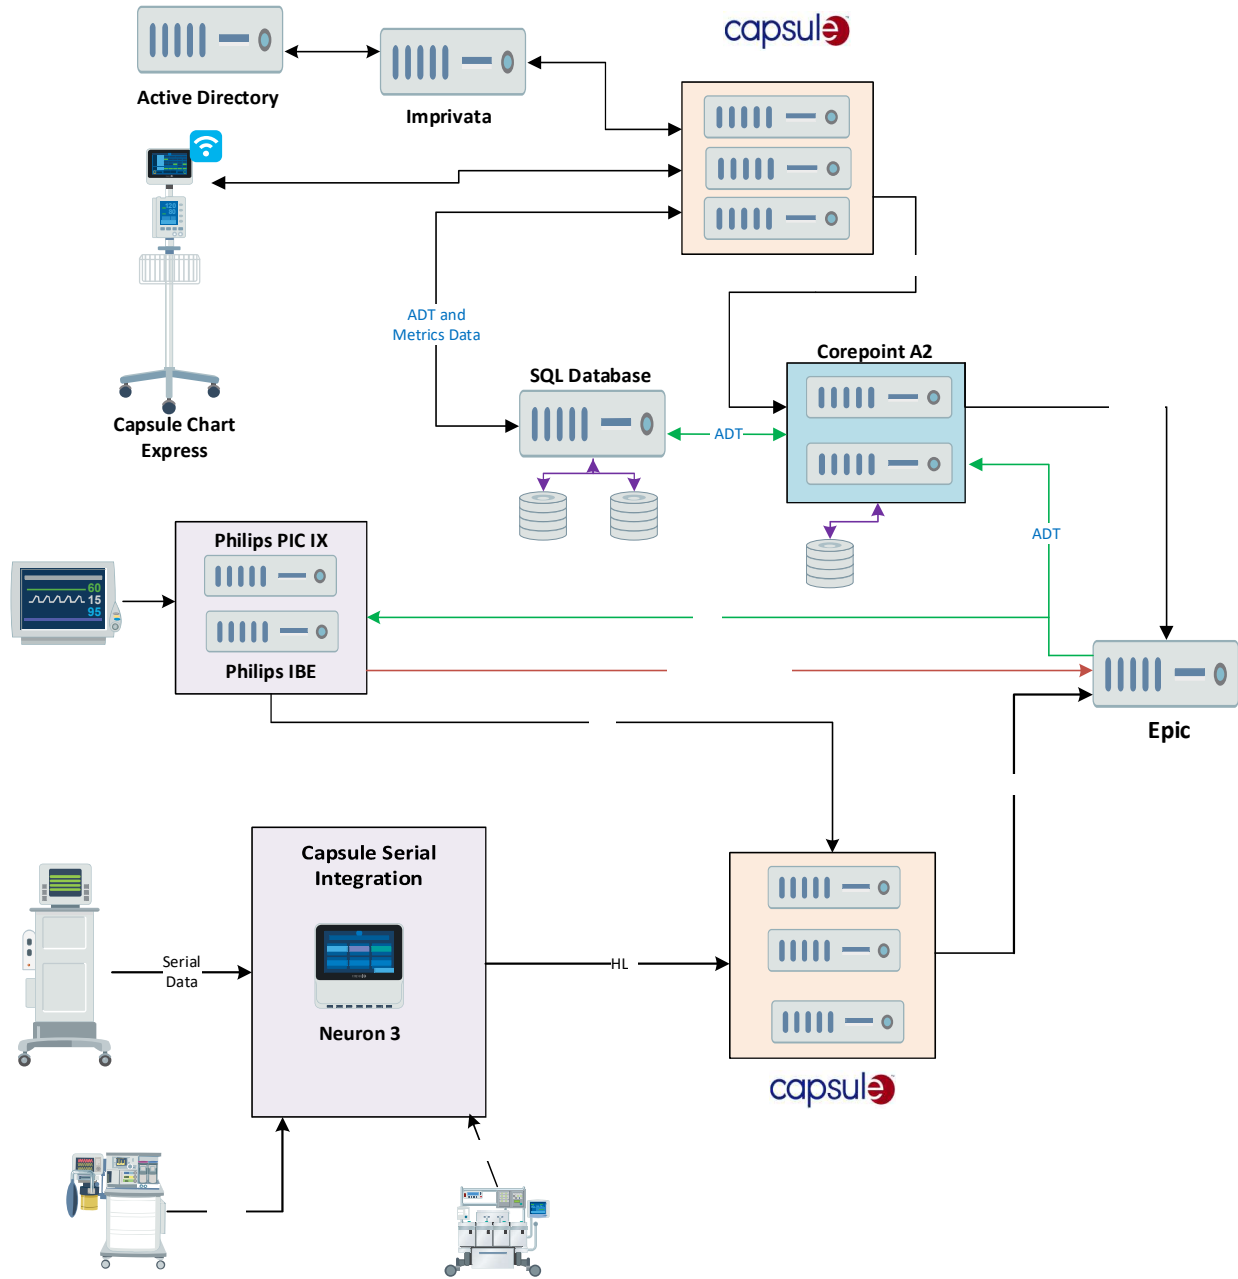 capsule
Active Directory
Imprivata
ADT and
Metrics Data
Capsule Chart
Express
SQL Database
Corepoint A2
ADT
ADT
Philips PIC IX
60
15
95
Philips IBE
Epic
Capsule Serial
Integration
Serial
Data
HL
Neuron 3
capsule